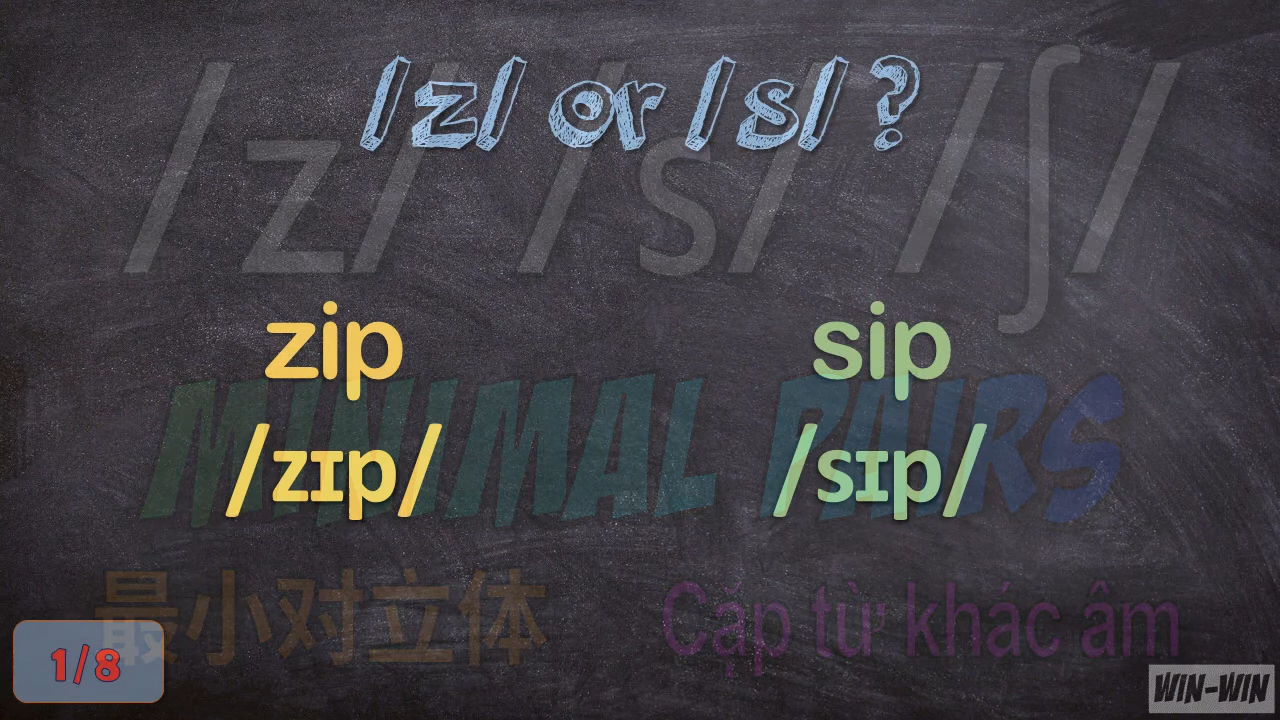 /z/ or /s/ ?
/z/ /s/ /ʃ/
zip sip
MINIMAL PAIRS
/zɪp/ /sɪp/
最小对立体 Cặp từ khác âm
1/8
WIN-WIN